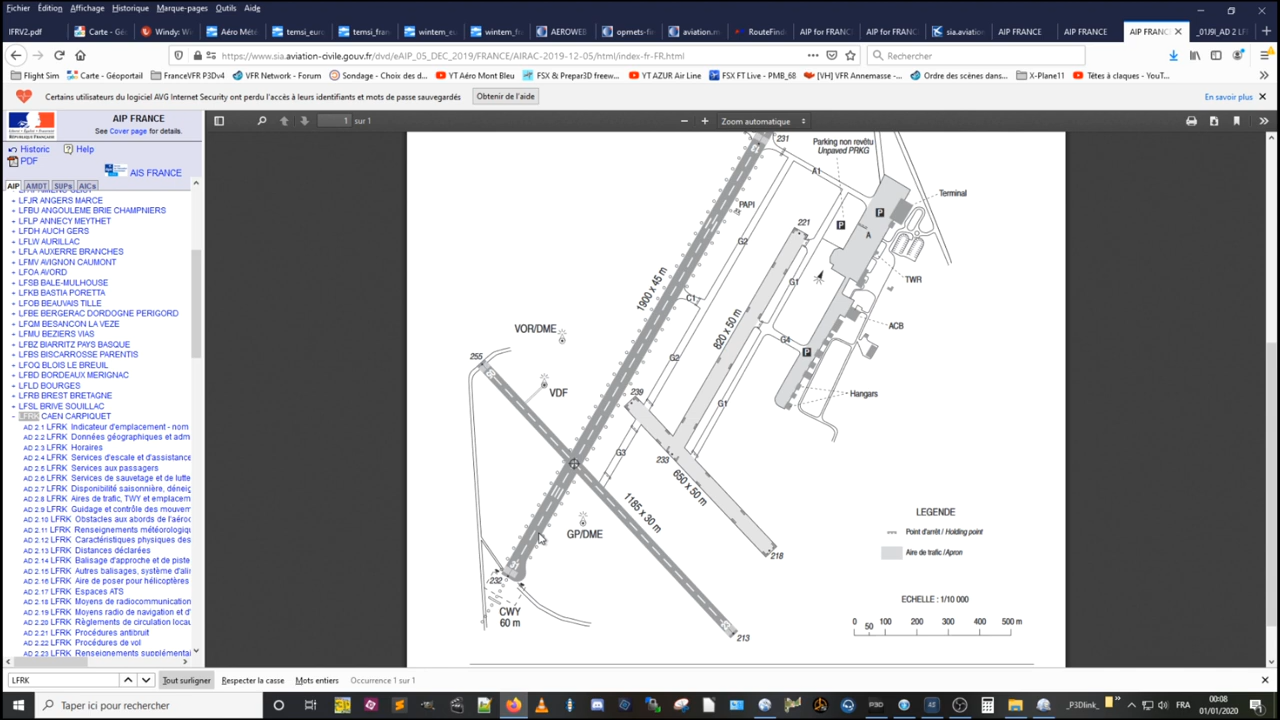 Fichier Édition Affichage Historique Marque-pages Outils Aide
IFRV2.pdf
Carte - Géo
Windy: W
Aéro Mété
temsi_euro
temsi_fran
wintem_eu
wintem_fr
AEROWEB
opmets-fi
aviation.m
RouteFind
AIP for FRANC
AIP for FRANC
sia.aviation-c
AIP FRANCE
AIP FRANCE
AIP FRANC
_01J9I_AD 2 LF
https://www.sia.aviation-civile.gouv.fr/dvd/eAIP_05_DEC_2019/FRANCE/AIRAC-2019-12-05/html/index-fr-FR.html
Rechercher
Flight Sim
Carte - Géoportail
FranceVFR P3Dv4
VFR Network - Forum
Sondage - Choix des d...
YT Aéro Mont Bleu
FSX & Prepar3D freew...
YT AZUR Air Line
FSX FT Live - PMB_68
[VH] VFR Annemasse -...
Ordre des scènes dans...
X-Plane11
Têtes à claques - YouT...
Certains utilisateurs du logiciel AVG Internet Security ont perdu l'accès à leurs identifiants et mots de passe sauvegardés
Obtenir de l'aide
En savoir plus
AIP FRANCE
See Cover page for details.
Historic
Help
PDF
AIS FRANCE
AIP AMDT SUPs AICs
LFJR ANGERS MARCE
LFBU ANGOULEME BRIE CHAMPNIERS
LFLP ANNECY MEYTHET
LFDH AUCH GERS
LFLW AURILLAC
LFLA AUXERRE BRANCHES
LFMV AVIGNON CAUMONT
LFOA AVORD
LFSB BALE-MULHOUSE
LFKB BASTIA PORETTA
LFOB BEAUVAIS TILLE
LFBE BERGERAC DORDOGNE PERIGORD
LFQM BESANCON LA VEZE
LFMU BEZIERS VIAS
LFBZ BIARRITZ PAYS BASQUE
LFBS BISCARROSSE PARENTIS
LFOQ BLOIS LE BREUIL
LFBD BORDEAUX MERIGNAC
LFLD BOURGES
LFRB BREST BRETAGNE
LFSL BRIVE SOUILLAC
LFRK CAEN CARPIQUET
AD 2.1 LFRK Indicateur d'emplacement - nom
AD 2.2 LFRK Données géographiques et adm
AD 2.3 LFRK Horaires
AD 2.4 LFRK Services d'escale et d'assistance
AD 2.5 LFRK Services aux passagers
AD 2.6 LFRK Services de sauvetage et de lutte
AD 2.7 LFRK Disponibilité saisonnière, déneig
AD 2.8 LFRK Aires de trafic, TWY et emplacem
AD 2.9 LFRK Guidage et contrôle des mouvem
AD 2.10 LFRK Obstacles aux abords de l'aéroc
AD 2.11 LFRK Renseignements météorologiqu
AD 2.12 LFRK Caractéristiques physiques des
AD 2.13 LFRK Distances déclarées
AD 2.14 LFRK Balisage d'approche et de piste
AD 2.15 LFRK Autres balisages, système d'ali
AD 2.16 LFRK Aire de poser pour hélicoptères
AD 2.17 LFRK Espaces ATS
AD 2.18 LFRK Moyens de radiocommunication
AD 2.19 LFRK Moyens radio de navigation et d'
AD 2.20 LFRK Règlements de circulation locau
AD 2.21 LFRK Procédures antibruit
AD 2.22 LFRK Procédures de vol
AD 2.23 LFRK Renseignements supplémentai
1 sur 1
Zoom automatique
231
Parking non revêtu
Unpaved PRKG
A1
Terminal
PAPI
221
P
P
A
G2
TWR
G1
C1
1900 x 45 m
820 x 50 m
ACB
VOR/DME
G4
P
255
G2
VDF
Hangars
239
G1
G3
233
650 x 50 m
1185 x 30 m
LEGENDE
GP/DME
Point d'arrêt / Holding point
218
Aire de trafic / Apron
232
ECHELLE : 1/10 000
CWY
60 m
0 50 100 200 300 500 m
213
LFRK
Tout surligner
Respecter la casse
Mots entiers
Occurrence 1 sur 1
Taper ici pour rechercher
_P3Dlink_
FRA
00:08
01/01/2020